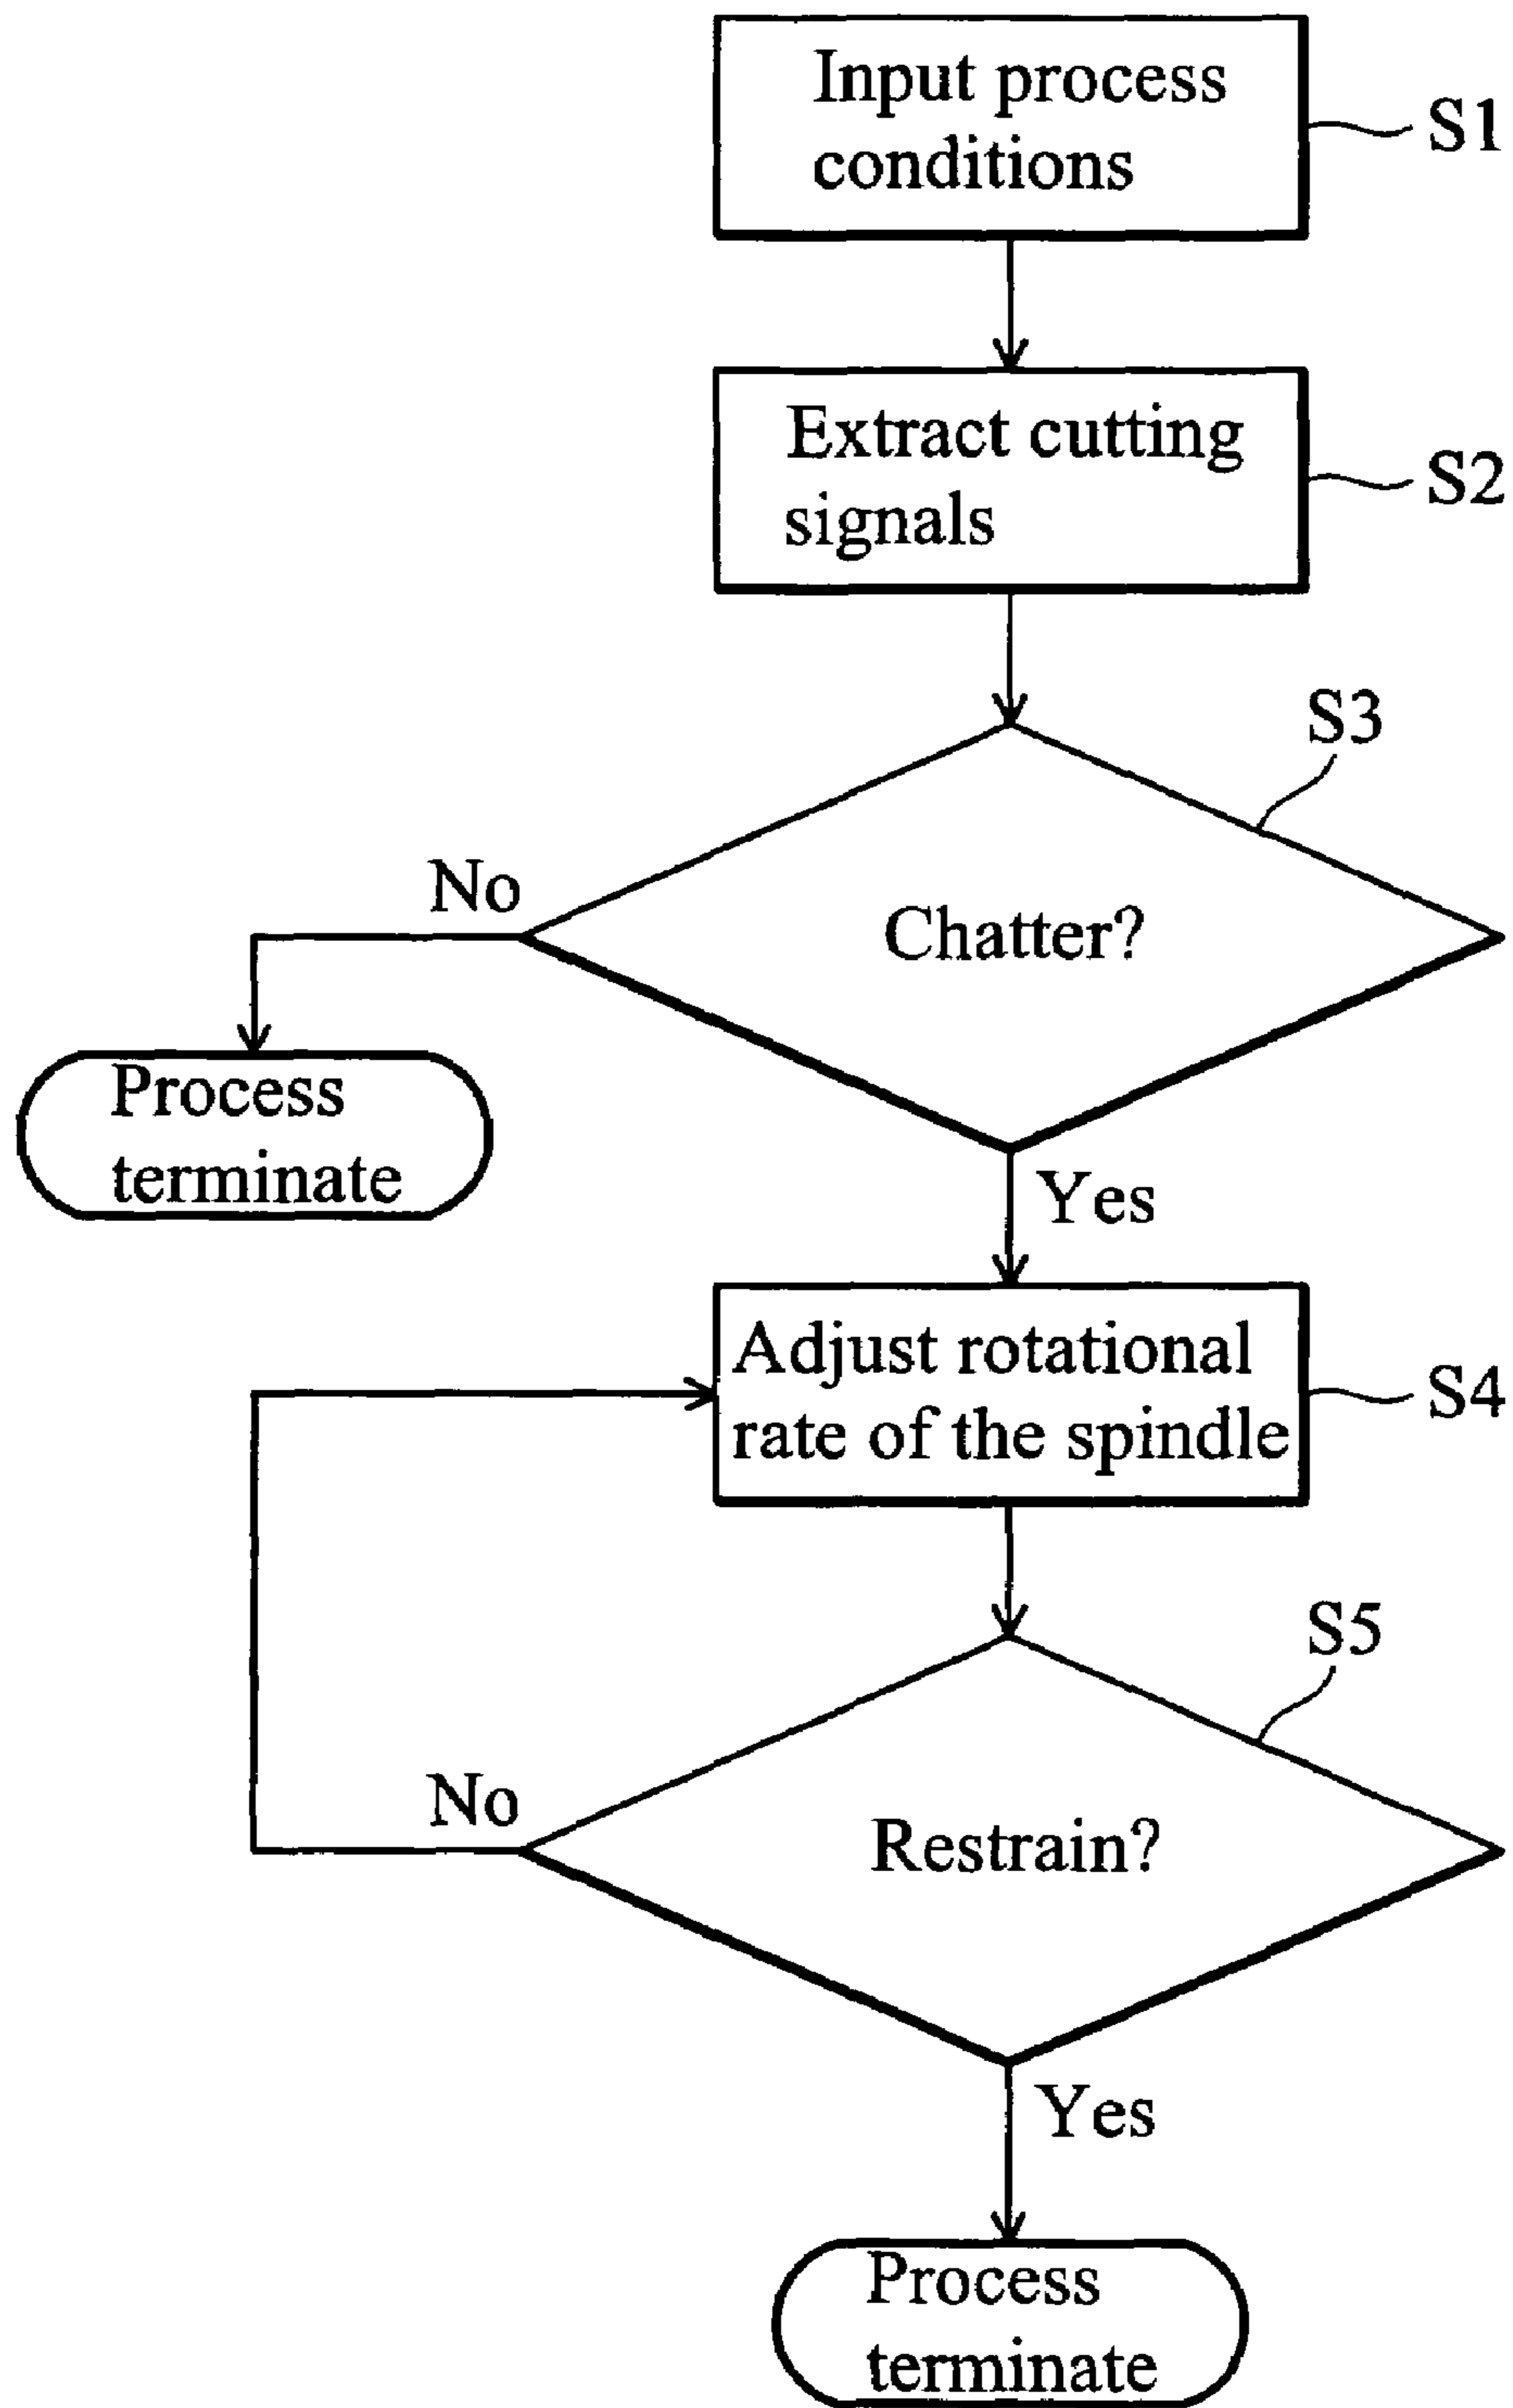 Input process
conditions
S1
Extract cutting
signals
S2
S3
No
Chatter?
Process
terminate
Yes
Adjust rotational
rate of the spindle
S4
S5
No
Restrain?
Yes
Process
terminate